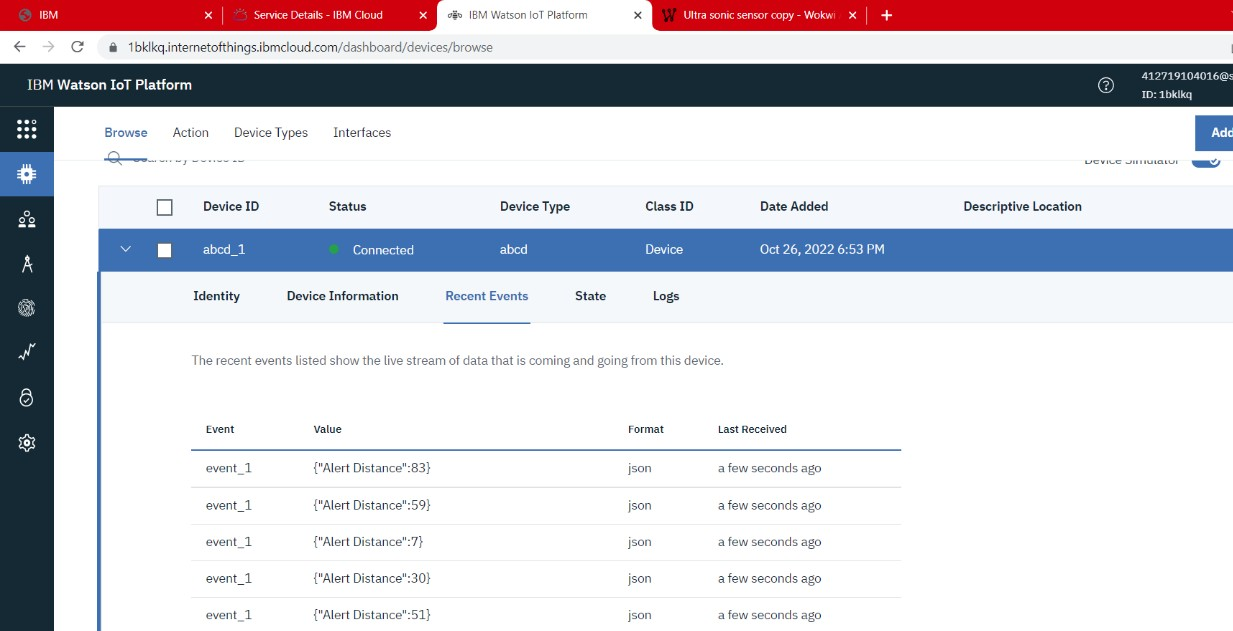 IBM
Service Details - IBM Cloud
IBM Watson IoT Platform
Ultra sonic sensor copy - Wokwi
1bklkq.internetofthings.ibmcloud.com/dashboard/devices/browse
IBM Watson IoT Platform
412719104016@s
ID: 1bklkq
Browse Action Device Types Interfaces
Add
Search by Device ID
Device Simulator
Device ID Status Device Type Class ID Date Added Descriptive Location
abcd_1 Connected abcd Device Oct 26, 2022 6:53 PM
Identity Device Information Recent Events State Logs
The recent events listed show the live stream of data that is coming and going from this device.
Event Value Format Last Received
event_1 {"Alert Distance":83} json a few seconds ago
event_1 {"Alert Distance":59} json a few seconds ago
event_1 {"Alert Distance":7} json a few seconds ago
event_1 {"Alert Distance":30} json a few seconds ago
event_1 {"Alert Distance":51} json a few seconds ago